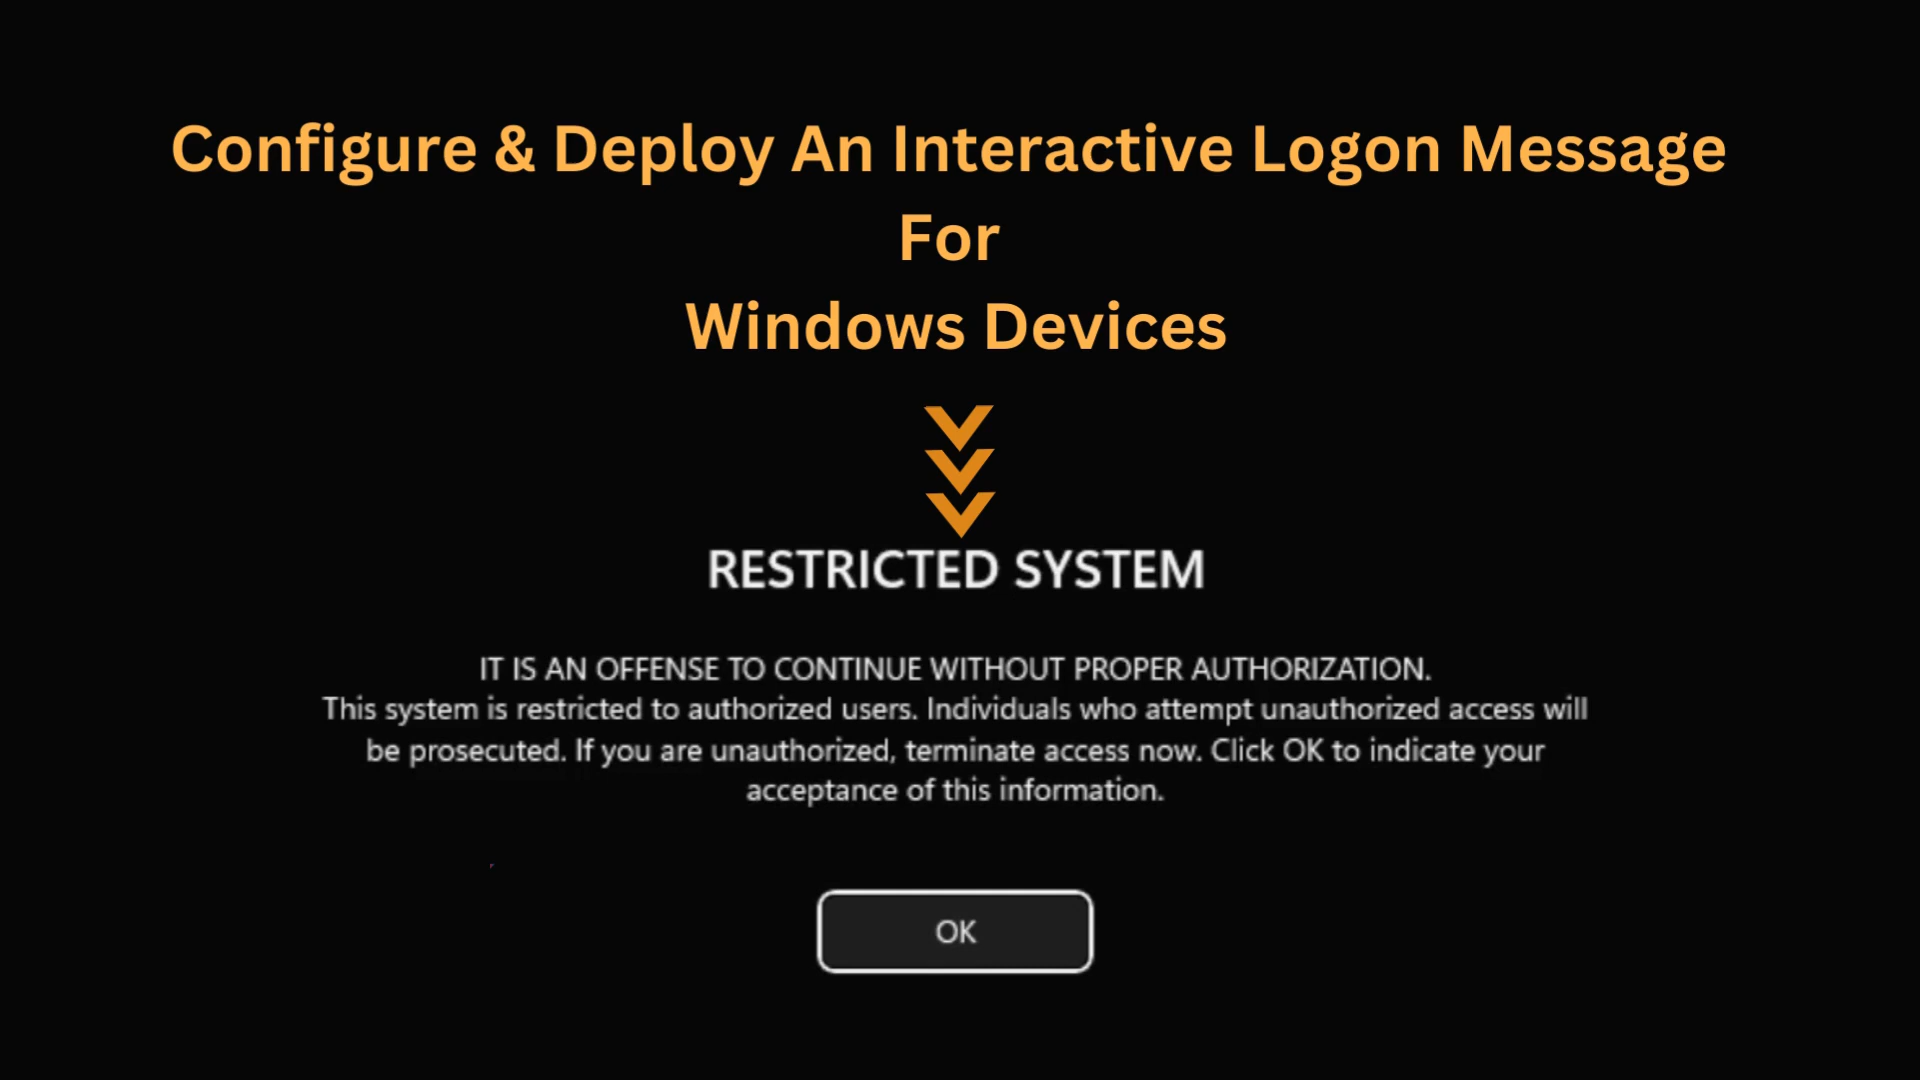 Configure & Deploy An Interactive Logon Message
For
Windows Devices
RESTRICTED SYSTEM
IT IS AN OFFENSE TO CONTINUE WITHOUT PROPER AUTHORIZATION.
This system is restricted to authorized users. Individuals who attempt unauthorized access will
be prosecuted. If you are unauthorized, terminate access now. Click OK to indicate your
acceptance of this information.
OK